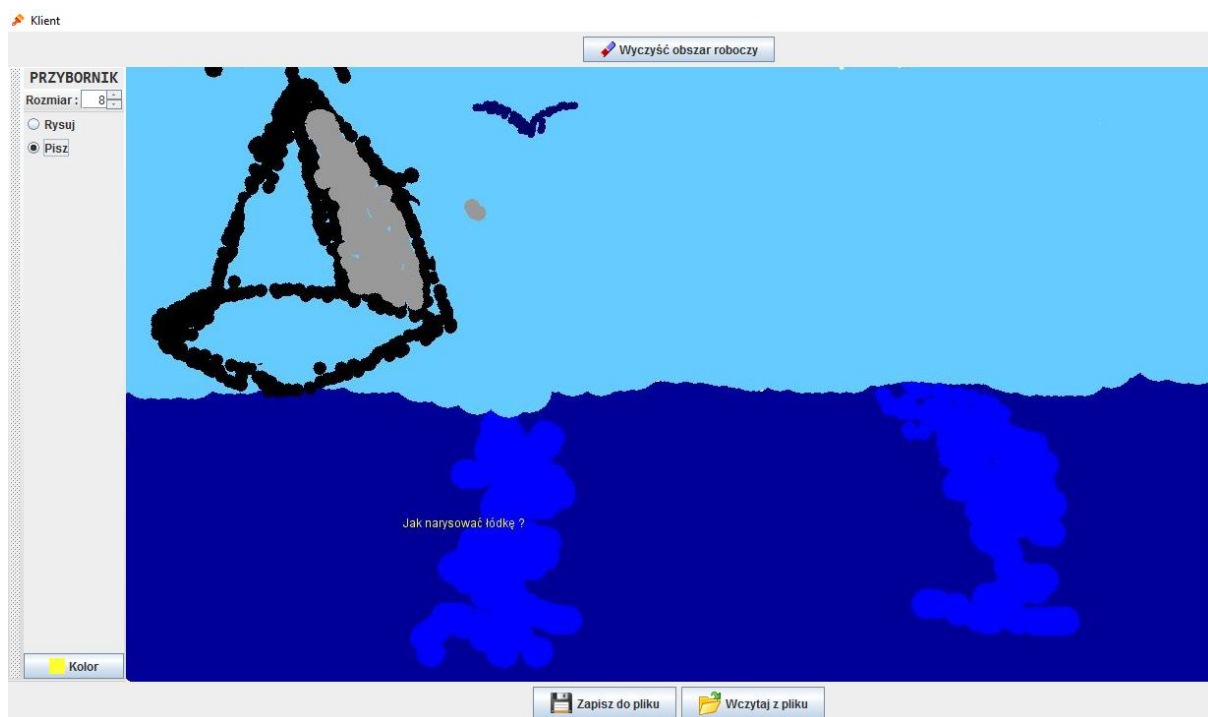 Klient
Wyczyść obszar roboczy
PRZYBORNIK
Rozmiar : 8
Rysuj
Pisz
Jak narysować łódkę ?
Kolor
Zapisz do pliku
Wczytaj z pliku